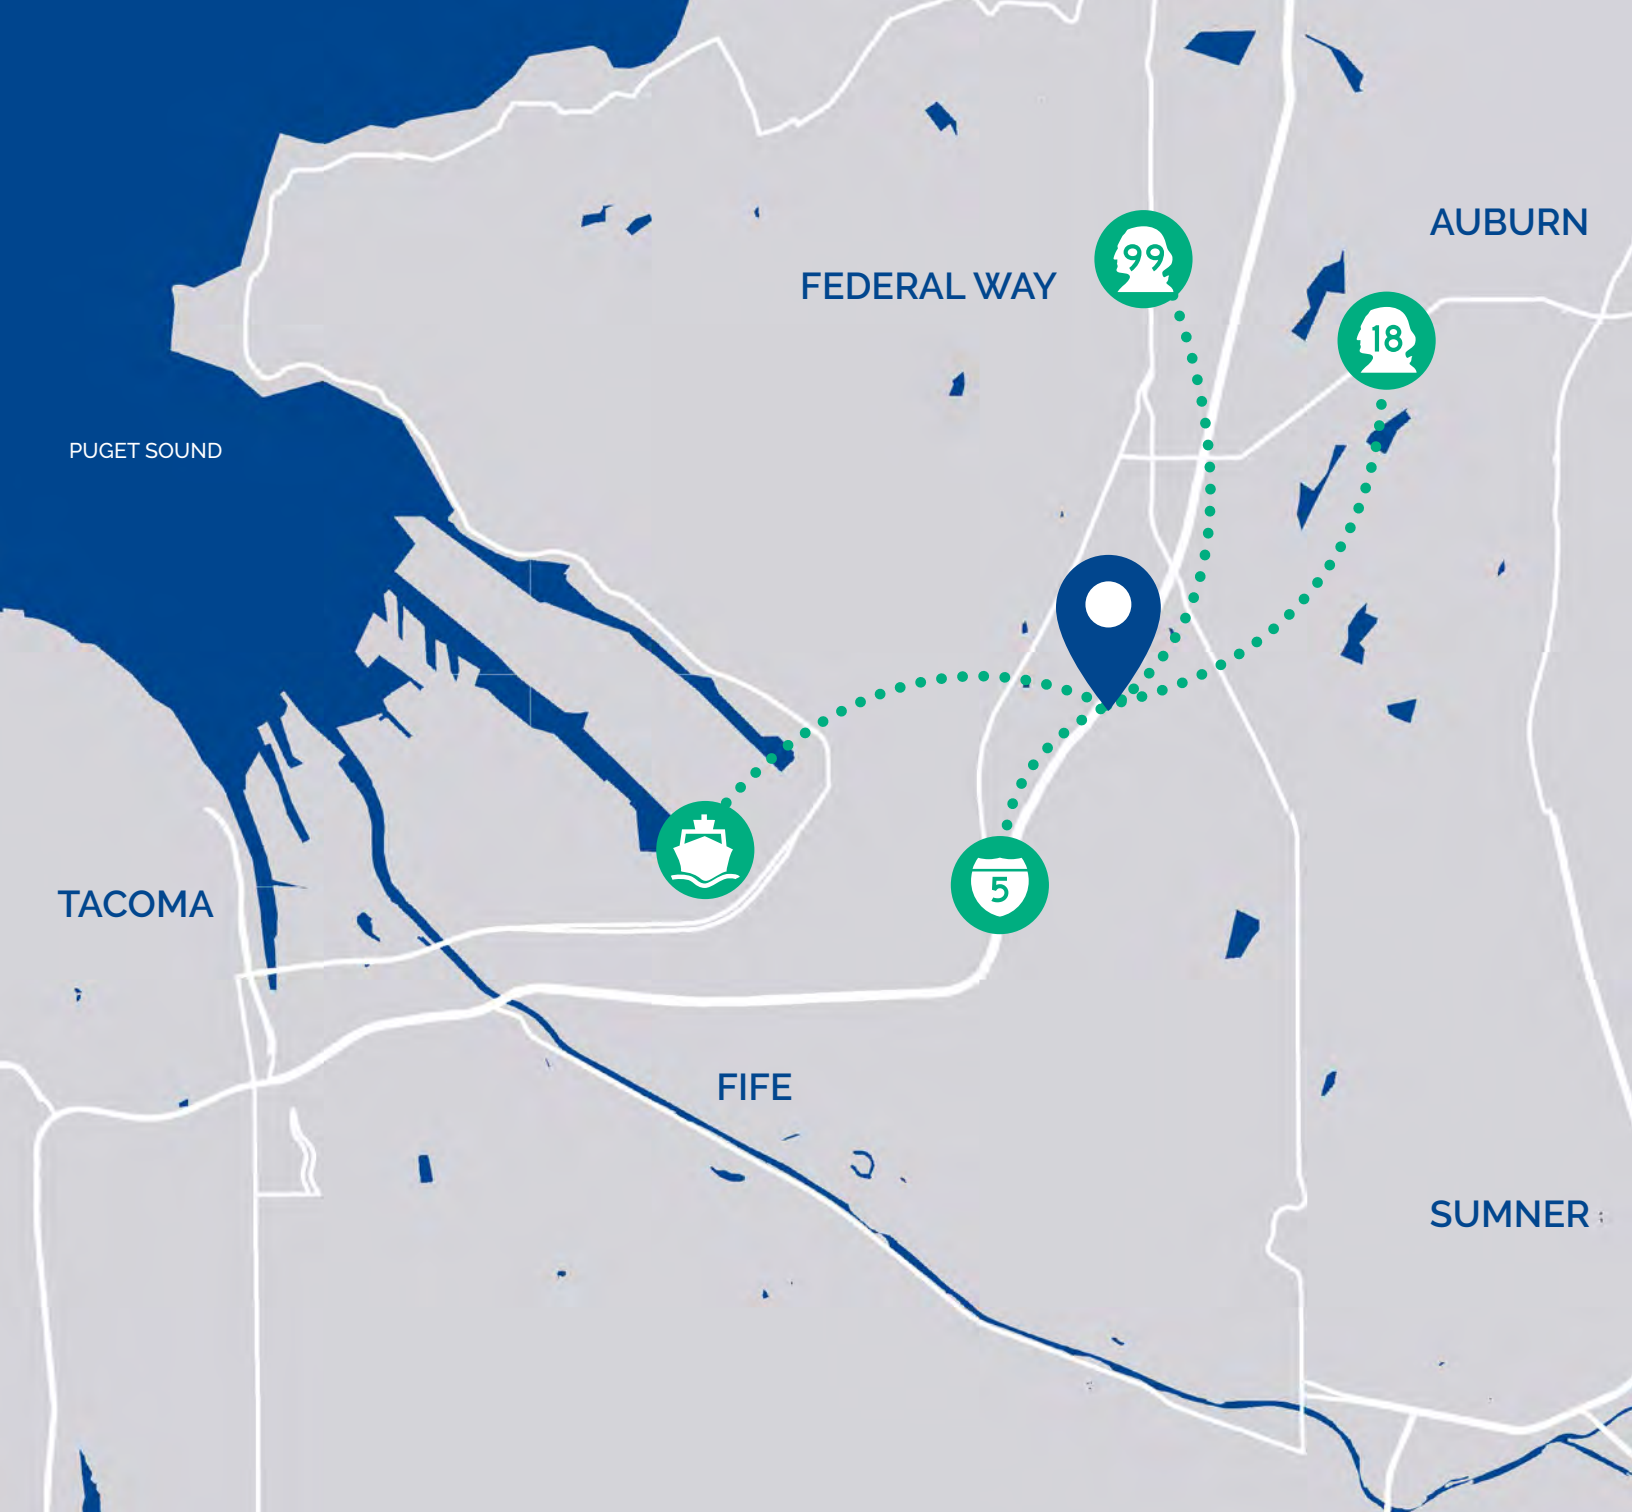 AUBURN
99
FEDERAL WAY
18
PUGET SOUND
5
TACOMA
FIFE
SUMNER